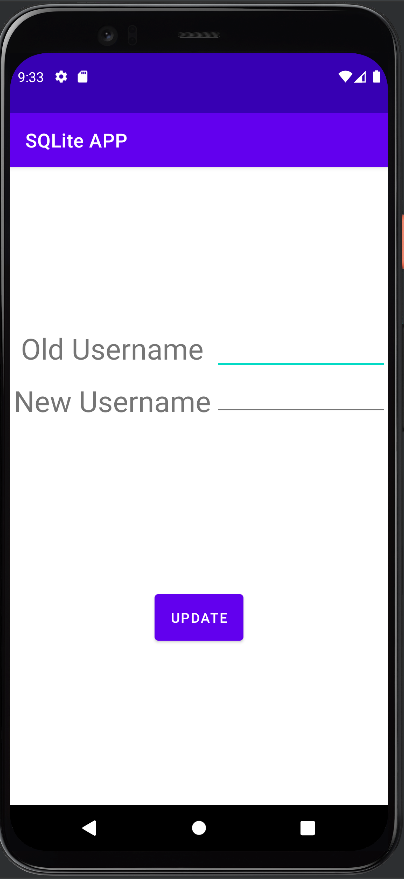 9:33
SQLite APP
Old Username
New Username
UPDATE